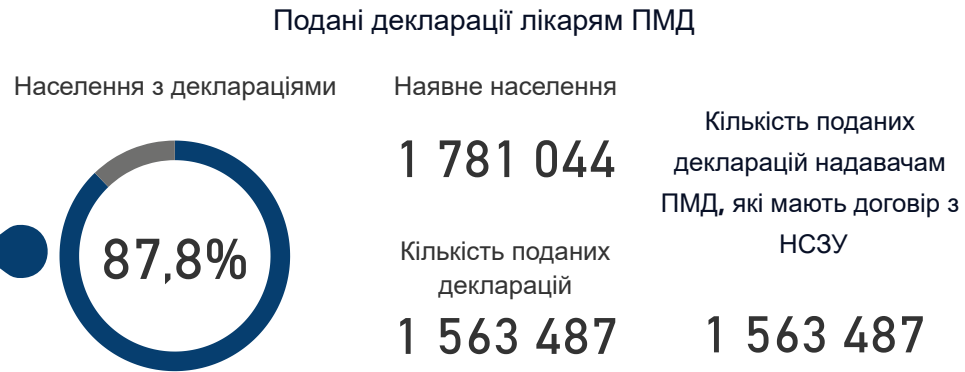 Подані декларації лікарям ПМД
Населення з деклараціями
87,8%
Наявне населення
1 781 044
Кількість поданих
декларацій
1 563 487
Кількість поданих
декларацій надавачам
ПМД, які мають договір з
НСЗУ
1 563 487